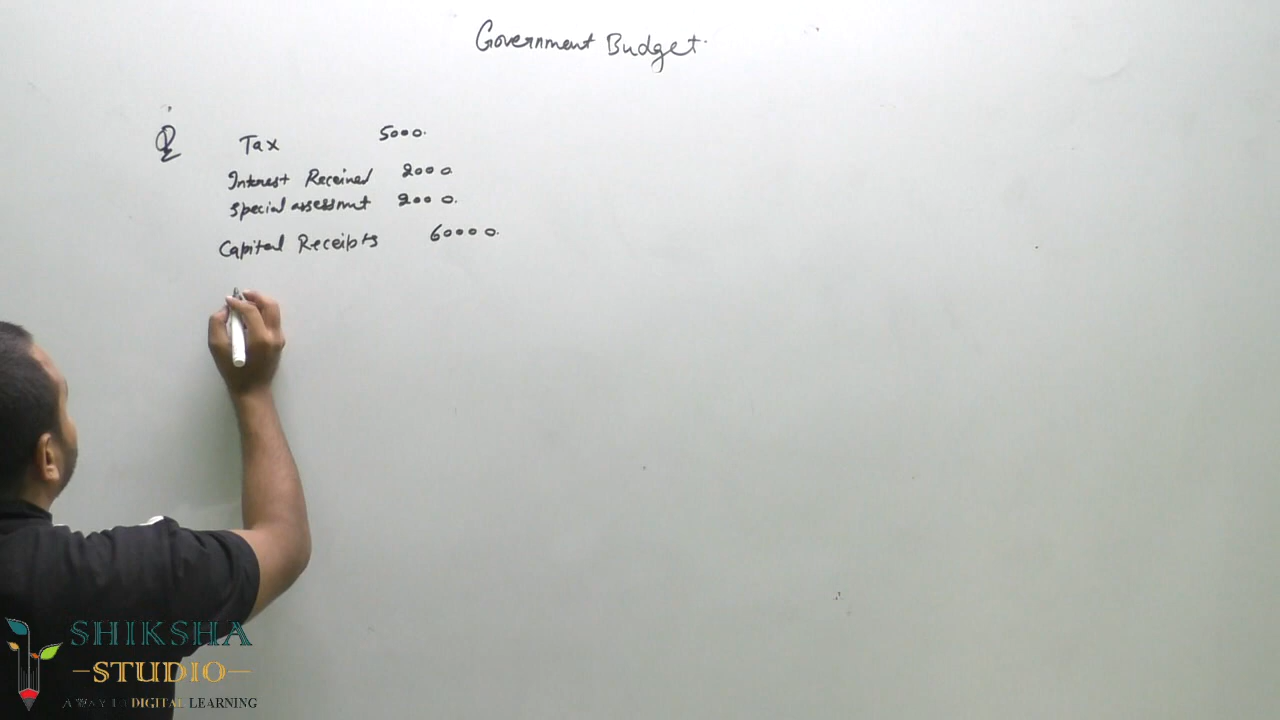 Government Budget
Q Tax 5000
Interest Received 2000
Special assessment 2000
Capital Receipts 60000
SHIKSHA
STUDIO
A WAY TO DIGITAL LEARNING